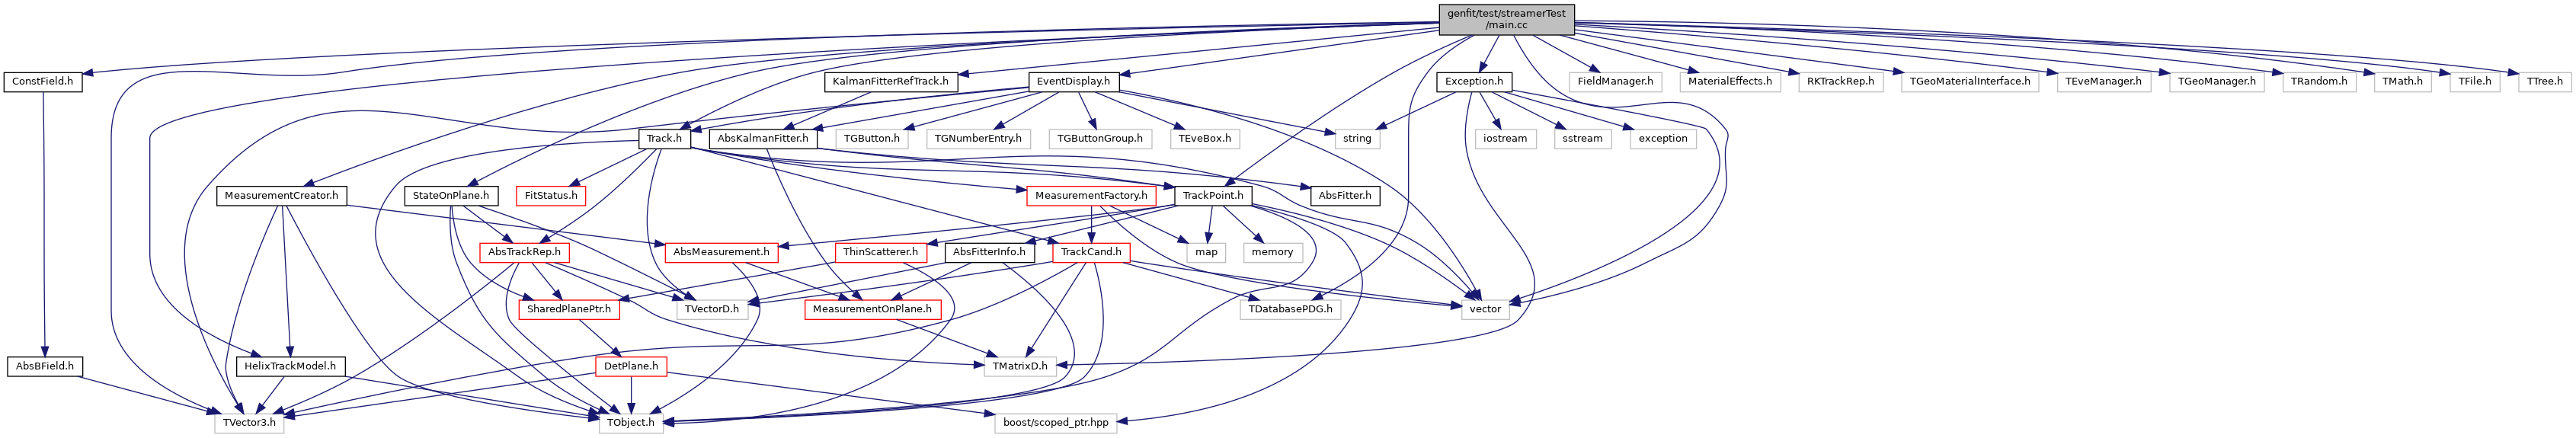 genfit/test/streamerTest
/main.cc
ConstField.h
KalmanFitterRefTrack.h
EventDisplay.h
Exception.h
FieldManager.h
MaterialEffects.h
RKTrackRep.h
TGeoMaterialInterface.h
TEveManager.h
TGeoManager.h
TRandom.h
TMath.h
TFile.h
TTree.h
Track.h
AbsKalmanFitter.h
TGButton.h
TGNumberEntry.h
TGButtonGroup.h
TEveBox.h
string
iostream
sstream
exception
MeasurementCreator.h
StateOnPlane.h
FitStatus.h
MeasurementFactory.h
TrackPoint.h
AbsFitter.h
AbsTrackRep.h
AbsMeasurement.h
ThinScatterer.h
AbsFitterInfo.h
TrackCand.h
map
memory
SharedPlanePtr.h
TVectorD.h
MeasurementOnPlane.h
TDatabasePDG.h
vector
AbsBField.h
HelixTrackModel.h
DetPlane.h
TMatrixD.h
TVector3.h
TObject.h
boost/scoped_ptr.hpp